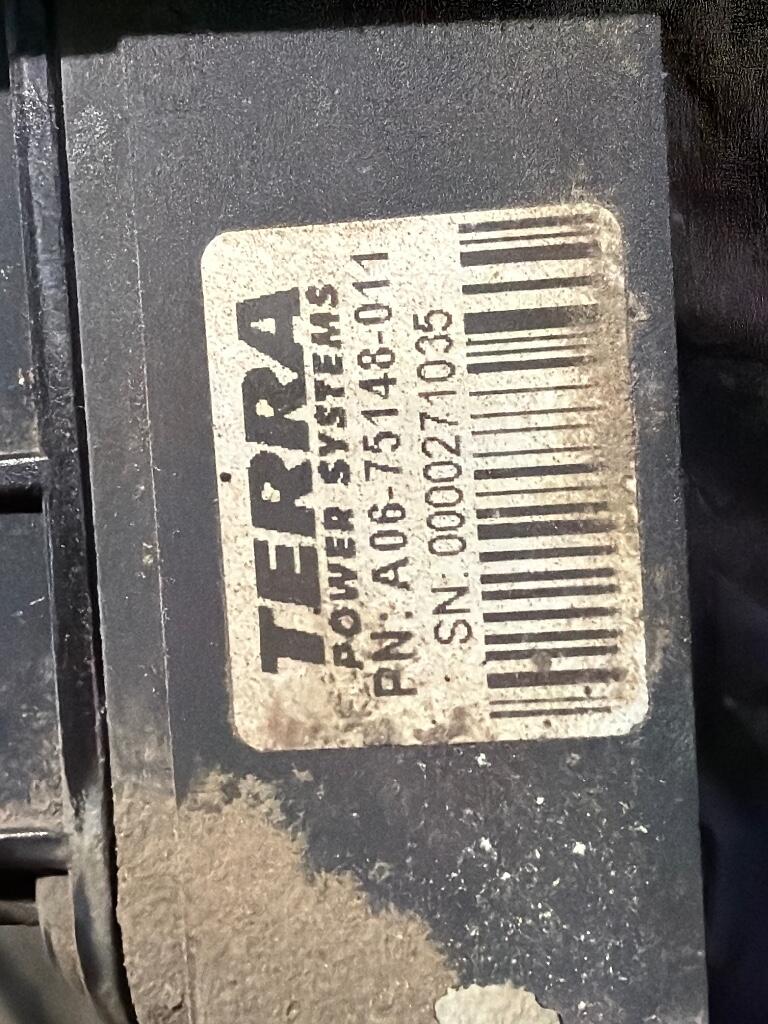 TERRA
POWER SYSTEMS
PN: A06-75148-011
SN: 0000271035